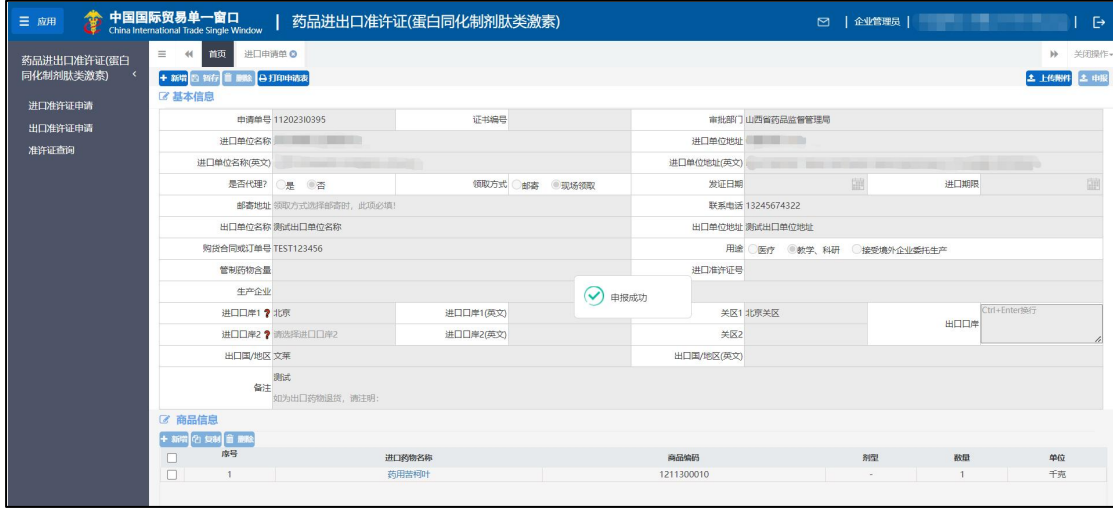 应用
中国国际贸易单一窗口
China International Trade Single Window
药品进出口准许证(蛋白同化制剂肽类激素)
企业管理员
药品进出口准许证(蛋白
同化制剂肽类激素)
进口准许证申请
出口准许证申请
准许证查询
首页 进口申请单 关闭操作
新增 暂存 删除 打印申请表 上传附件 申报
基本信息
申请单号 112023I0395 证书编号 审批部门 山西省药品监督管理局
进口单位名称 进口单位地址
进口单位名称(英文) 进口单位地址(英文)
是否代理? 是 否 领取方式 邮寄 现场领取 发证日期 进口期限
邮寄地址 领取方式选择邮寄时，此项必填! 联系电话 13245674322
出口单位名称 测试出口单位名称 出口单位地址 测试出口单位地址
购货合同或订单号 TEST123456 用途 医疗 教学、科研 接受境外企业委托生产
管制药物含量 进口准许证号
生产企业
申报成功
进口口岸1 ? 北京 进口口岸1(英文) 关区1 北京关区 出口口岸 Ctrl+Enter换行
进口口岸2 ? 请选择进口口岸2 进口口岸2(英文) 关区2
出口国/地区 文莱 出口国/地区(英文)
备注 测试
如为出口药物退货，请注明：
商品信息
新增 复制 删除
序号 进口药物名称 商品编码 剂型 数量 单位
1 药用苦柯叶 1211300010 - 1 千克